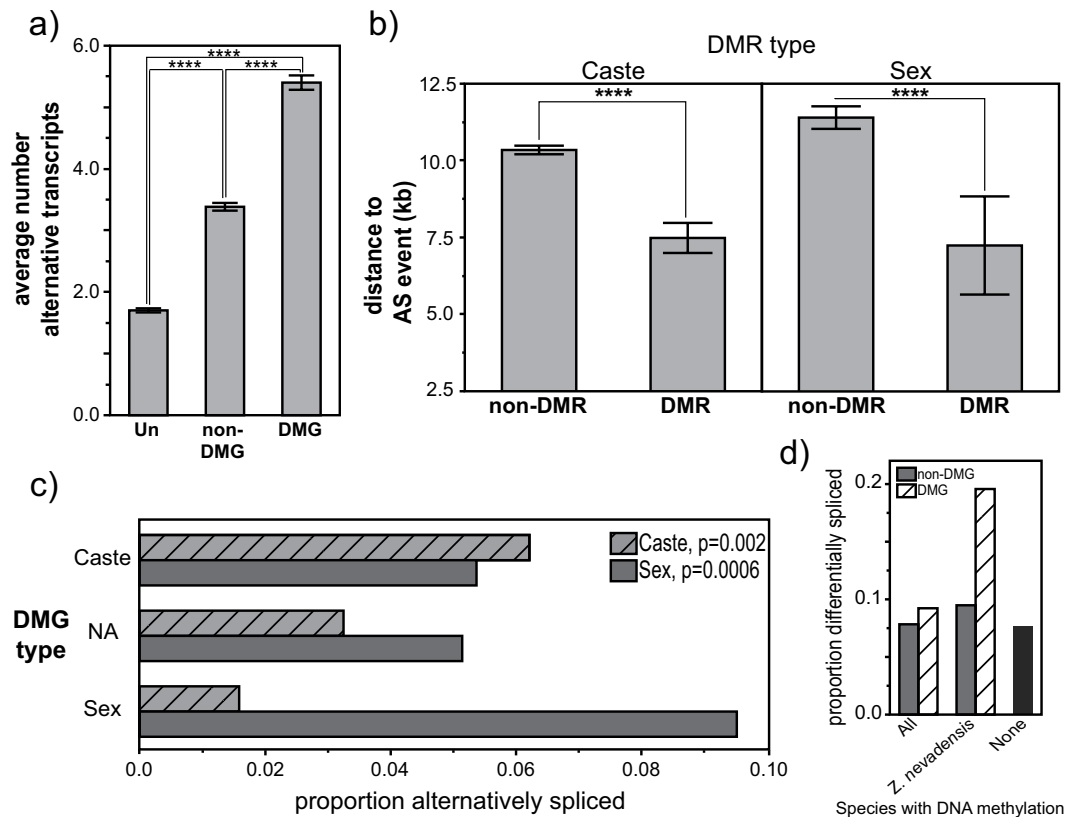 a)
average number
alternative transcripts
6.0
4.0
2.0
0.0
****
**** ****
Un
non-
DMG
DMG
b)
DMR type
Caste Sex
distance to
AS event (kb)
12.5
10.0
7.5
5.0
2.5
**** ****
non-DMR DMR non-DMR DMR
c)
DMG
type
Caste
NA
Sex
Caste, p=0.002
Sex, p=0.0006
0.0 0.02 0.04 0.06 0.08 0.10
proportion alternatively spliced
d)
proportion differentially spliced
0.2
0.1
0.0
non-DMG
DMG
All
Z. nevadensis
None
Species with DNA methylation